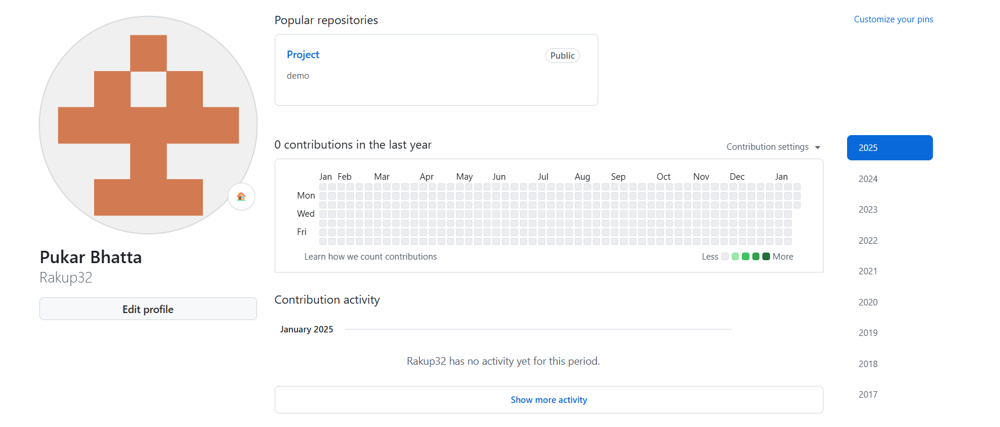 Popular repositories
Customize your pins
Project
Public
demo
0 contributions in the last year
Contribution settings
2025
2024
2023
2022
2021
2020
2019
2018
2017
Jan Feb Mar Apr May Jun Jul Aug Sep Oct Nov Dec Jan
Mon
Wed
Fri
Learn how we count contributions
Less More
Pukar Bhatta
Rakup32
Edit profile
Contribution activity
January 2025
Rakup32 has no activity yet for this period.
Show more activity